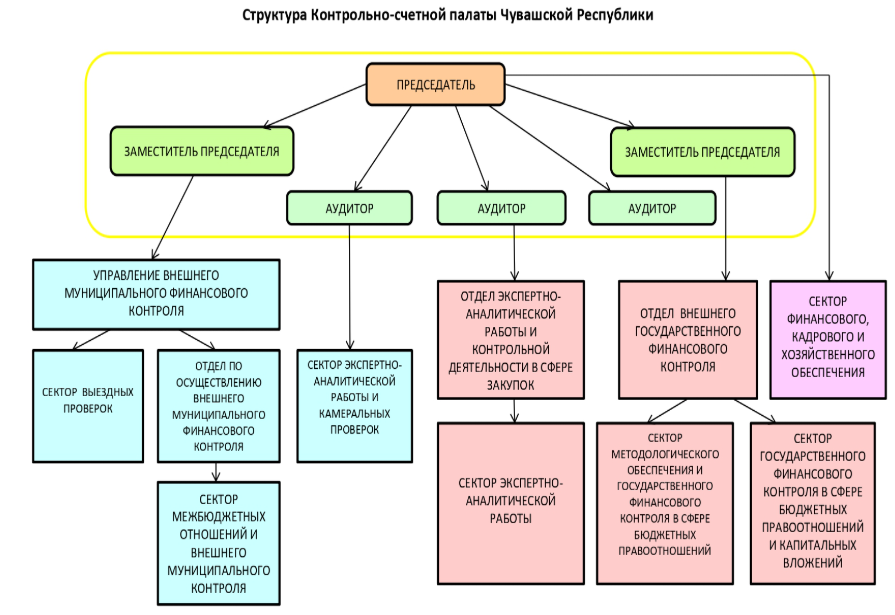 Структура Контрольно-счетной палаты Чувашской Республики
ПРЕДСЕДАТЕЛЬ
ЗАМЕСТИТЕЛЬ ПРЕДСЕДАТЕЛЯ
ЗАМЕСТИТЕЛЬ ПРЕДСЕДАТЕЛЯ
АУДИТОР
АУДИТОР
АУДИТОР
УПРАВЛЕНИЕ ВНЕШНЕГО
МУНИЦИПАЛЬНОГО ФИНАНСОВОГО
КОНТРОЛЯ
ОТДЕЛ ЭКСПЕРТНО-
АНАЛИТИЧЕСКОЙ
РАБОТЫ И
КОНТРОЛЬНОЙ
ДЕЯТЕЛЬНОСТИ В СФЕРЕ
ЗАКУПОК
ОТДЕЛ ВНЕШНЕГО
ГОСУДАРСТВЕННОГО
ФИНАНСОВОГО
КОНТРОЛЯ
СЕКТОР
ФИНАНСОВОГО,
КАДРОВОГО И
ХОЗЯЙСТВЕННОГО
ОБЕСПЕЧЕНИЯ
СЕКТОР ВЫЕЗДНЫХ
ПРОВЕРОК
ОТДЕЛ ПО
ОСУЩЕСТВЛЕНИЮ
ВНЕШНЕГО
МУНИЦИПАЛЬНОГО
ФИНАНСОВОГО
КОНТРОЛЯ
СЕКТОР ЭКСПЕРТНО-
АНАЛИТИЧЕСКОЙ
РАБОТЫ И
КАМЕРАЛЬНЫХ
ПРОВЕРОК
СЕКТОР
МЕЖБЮДЖЕТНЫХ
ОТНОШЕНИЙ И
ВНЕШНЕГО
МУНИЦИПАЛЬНОГО
КОНТРОЛЯ
СЕКТОР ЭКСПЕРТНО-
АНАЛИТИЧЕСКОЙ
РАБОТЫ
СЕКТОР
МЕТОДОЛОГИЧЕСКОГО
ОБЕСПЕЧЕНИЯ И
ГОСУДАРСТВЕННОГО
ФИНАНСОВОГО
КОНТРОЛЯ В СФЕРЕ
БЮДЖЕТНЫХ
ПРАВООТНОШЕНИЙ
СЕКТОР
ГОСУДАРСТВЕННОГО
ФИНАНСОВОГО
КОНТРОЛЯ В СФЕРЕ
БЮДЖЕТНЫХ
ПРАВООТНОШЕНИЙ
И КАПИТАЛЬНЫХ
ВЛОЖЕНИЙ